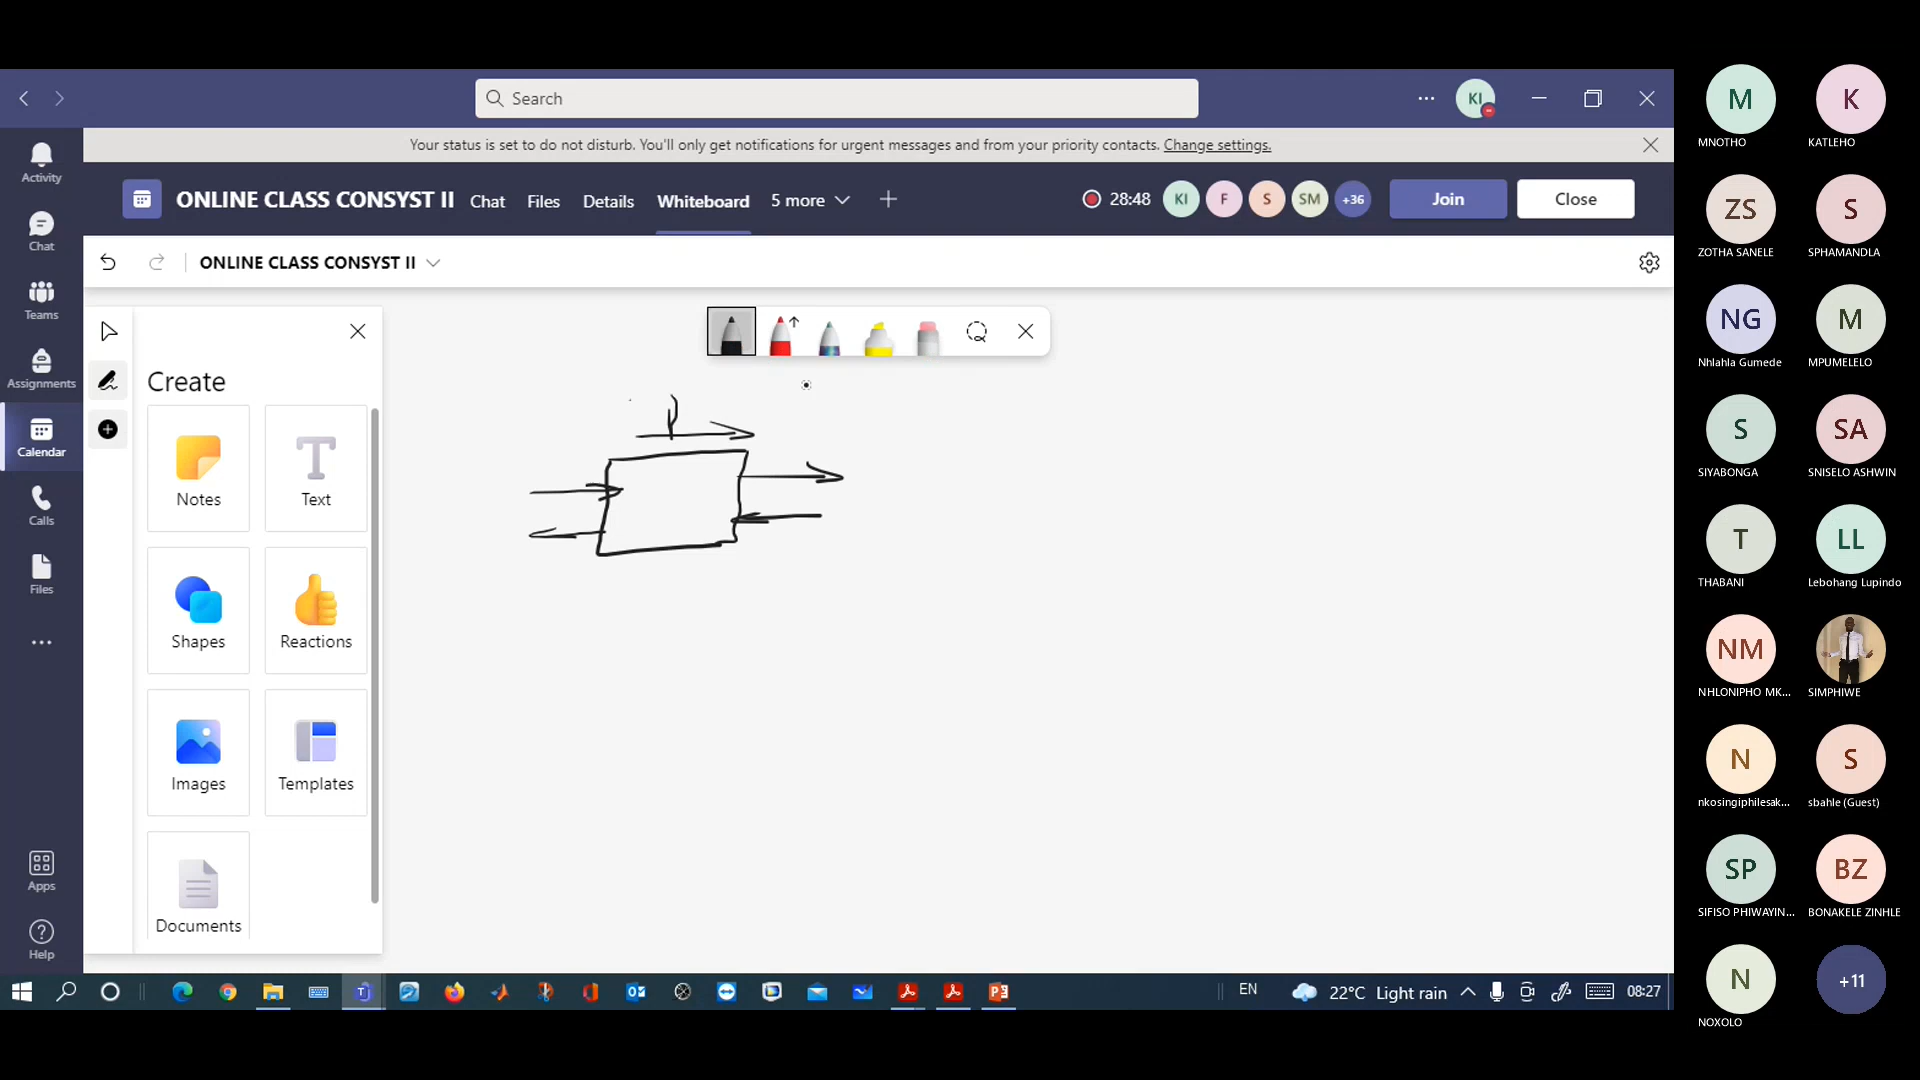 Search
KI
Your status is set to do not disturb. You'll only get notifications for urgent messages and from your priority contacts. Change settings.
Activity
Chat
Teams
Assignments
Calendar
Calls
Files
Apps
Help
ONLINE CLASS CONSYST II Chat Files Details Whiteboard 5 more 28:48 KI F S SM +36 Join Close
ONLINE CLASS CONSYST II
Create
Notes Text
Shapes Reactions
Images Templates
Documents
P
EN 22°C Light rain 08:27
M K
MNOTHO KATLEHO
ZS S
ZOTHA SANELE SPHAMANDLA
NG M
Nhlahla Gumede MPUMELELO
S SA
SIYABONGA SNISELO ASHWIN
T LL
THABANI Lebohang Lupindo
NM
NHLONIPHO MK... SIMPHIWE
N S
nkosingiphilesak... sbahle (Guest)
SP BZ
SIFISO PHIWAYIN... BONAKELE ZINHLE
N +11
NOXOLO